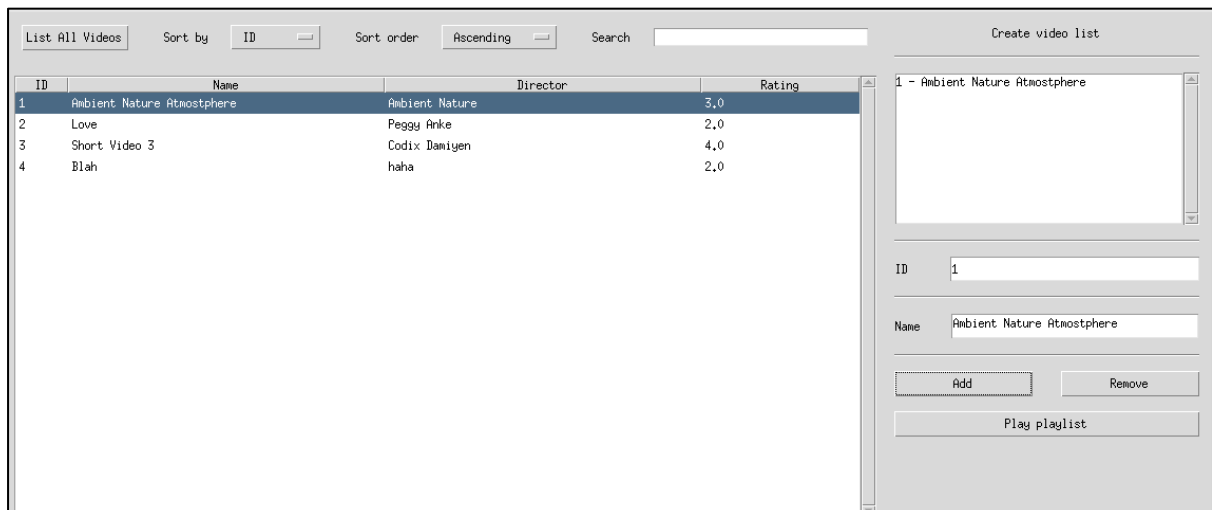 List All Videos Sort by ID Sort order Ascending Search
Create video list
ID Name Director Rating
1 Ambient Nature Atmostphere Ambient Nature 3.0
2 Love Peggy Anke 2.0
3 Short Video 3 Codix Damiyen 4.0
4 Blah haha 2.0
1 - Ambient Nature Atmostphere
ID 1
Name Ambient Nature Atmostphere
Add Remove
Play playlist